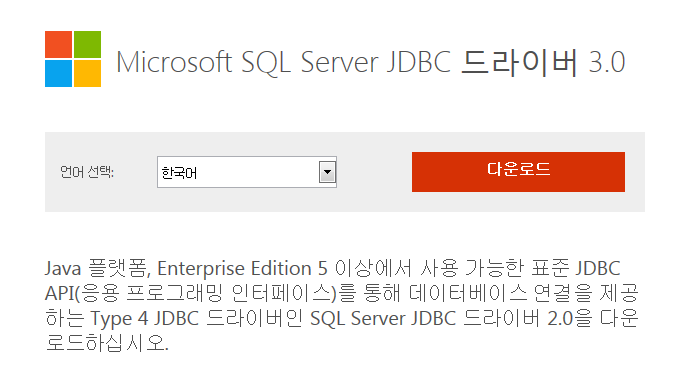 Microsoft SQL Server JDBC 드라이버 3.0
언어 선택: 한국어 다운로드
Java 플랫폼, Enterprise Edition 5 이상에서 사용 가능한 표준 JDBC
API(응용 프로그래밍 인터페이스)를 통해 데이터베이스 연결을 제공
하는 Type 4 JDBC 드라이버인 SQL Server JDBC 드라이버 2.0을 다운
로드하십시오.